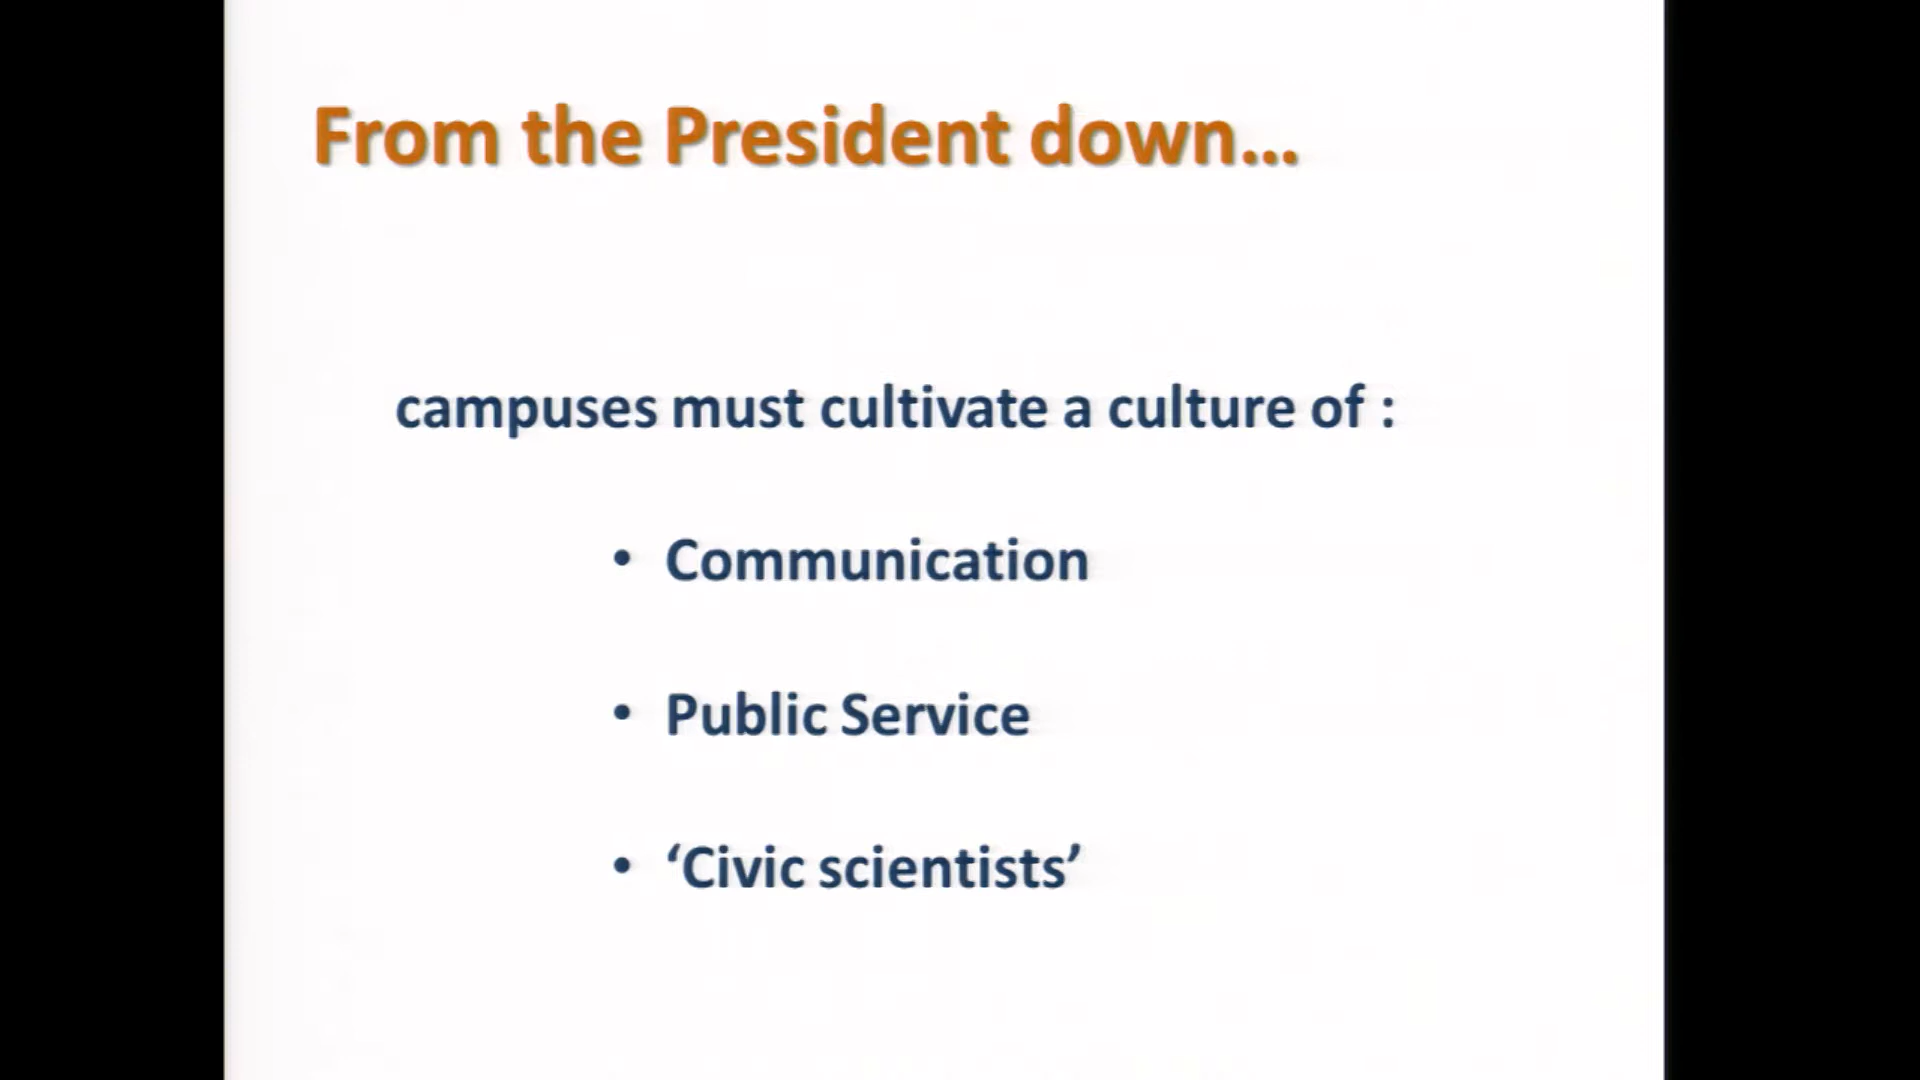 From the President down...
campuses must cultivate a culture of :
• Communication
• Public Service
• ‘Civic scientists’